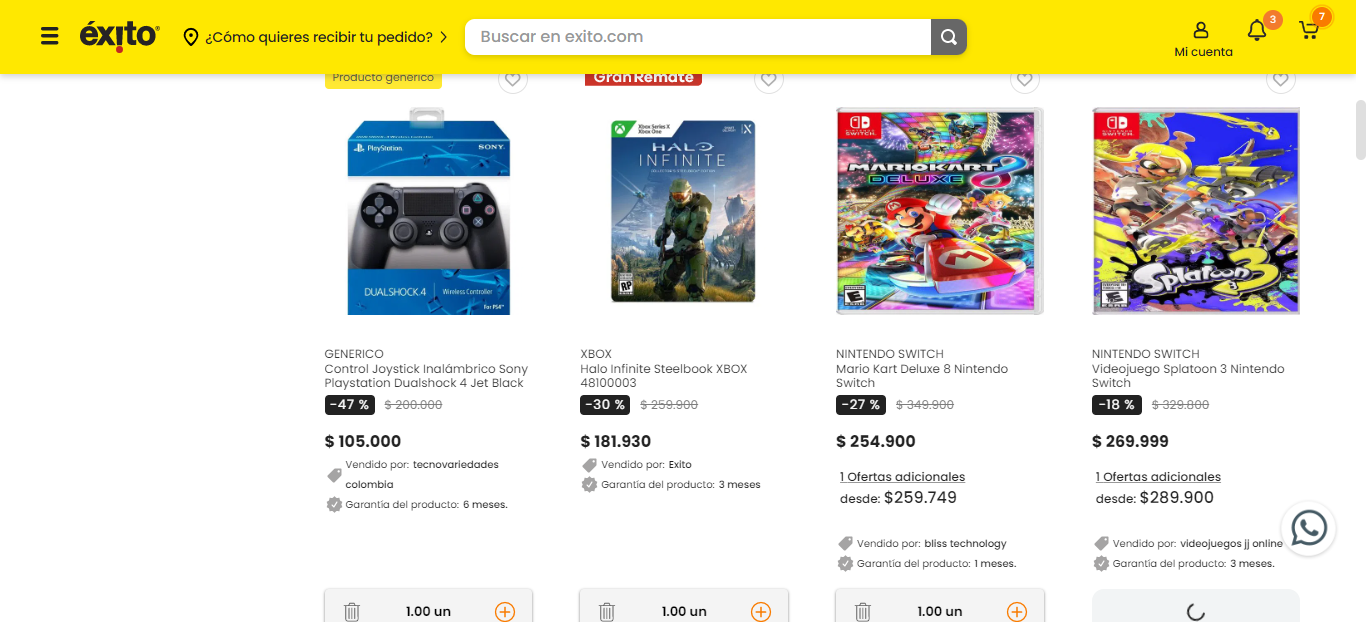 éxito
¿Cómo quieres recibir tu pedido?
Buscar en exito.com
Mi cuenta
3
7
Producto generico
GranRemate
PlayStation
SONY
DUALSHOCK 4
Wireless Controller
For PS4
Xbox Series X
Xbox One
HALO
INFINITE
RP
SWITCH
MARIO KART
8
DELUXE
E
SWITCH
Splatoon 3
GENERICO
Control Joystick Inalámbrico Sony
Playstation Dualshock 4 Jet Black
-47 %
$ 200.000
$ 105.000
Vendido por: tecnovariedades
colombia
Garantía del producto: 6 meses.
1.00 un
XBOX
Halo Infinite Steelbook XBOX
48100003
-30 %
$ 259.900
$ 181.930
Vendido por: Exito
Garantía del producto: 3 meses
1.00 un
NINTENDO SWITCH
Mario Kart Deluxe 8 Nintendo
Switch
-27 %
$ 349.900
$ 254.900
1 Ofertas adicionales
desde: $259.749
Vendido por: bliss technology
Garantía del producto: 1 meses.
1.00 un
NINTENDO SWITCH
Videojuego Splatoon 3 Nintendo
Switch
-18 %
$ 329.800
$ 269.999
1 Ofertas adicionales
desde: $289.900
Vendido por: videojuegos jj online
Garantía del producto: 3 meses.